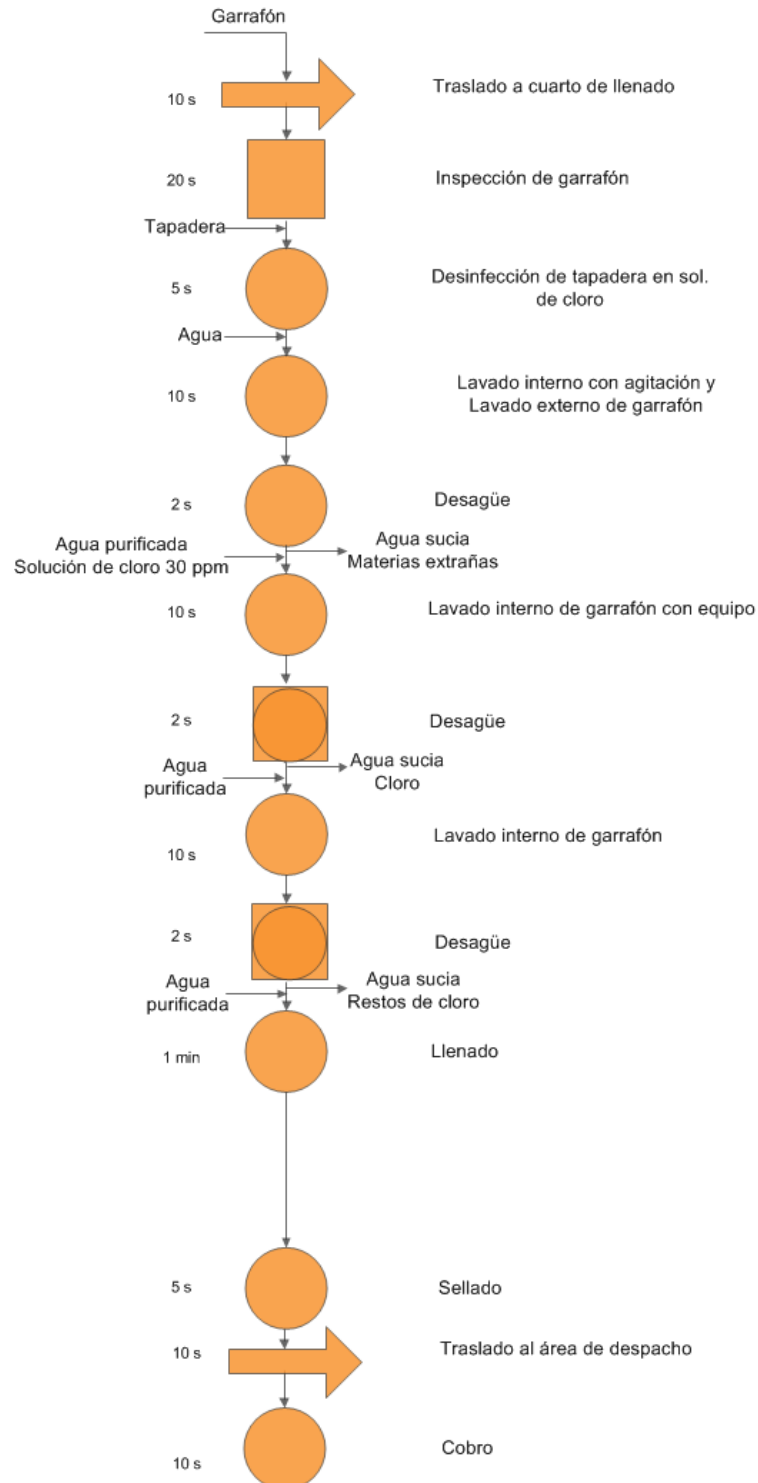 Garrafón
10 s
Traslado a cuarto de llenado
20 s
Inspección de garrafón
Tapadera
5 s
Desinfección de tapadera en sol.
de cloro
Agua
10 s
Lavado interno con agitación y
Lavado externo de garrafón
2 s
Desagüe
Agua purificada
Solución de cloro 30 ppm
Agua sucia
Materias extrañas
10 s
Lavado interno de garrafón con equipo
2 s
Desagüe
Agua
purificada
Agua sucia
Cloro
10 s
Lavado interno de garrafón
2 s
Desagüe
Agua
purificada
Agua sucia
Restos de cloro
1 min
Llenado
5 s
Sellado
10 s
Traslado al área de despacho
10 s
Cobro